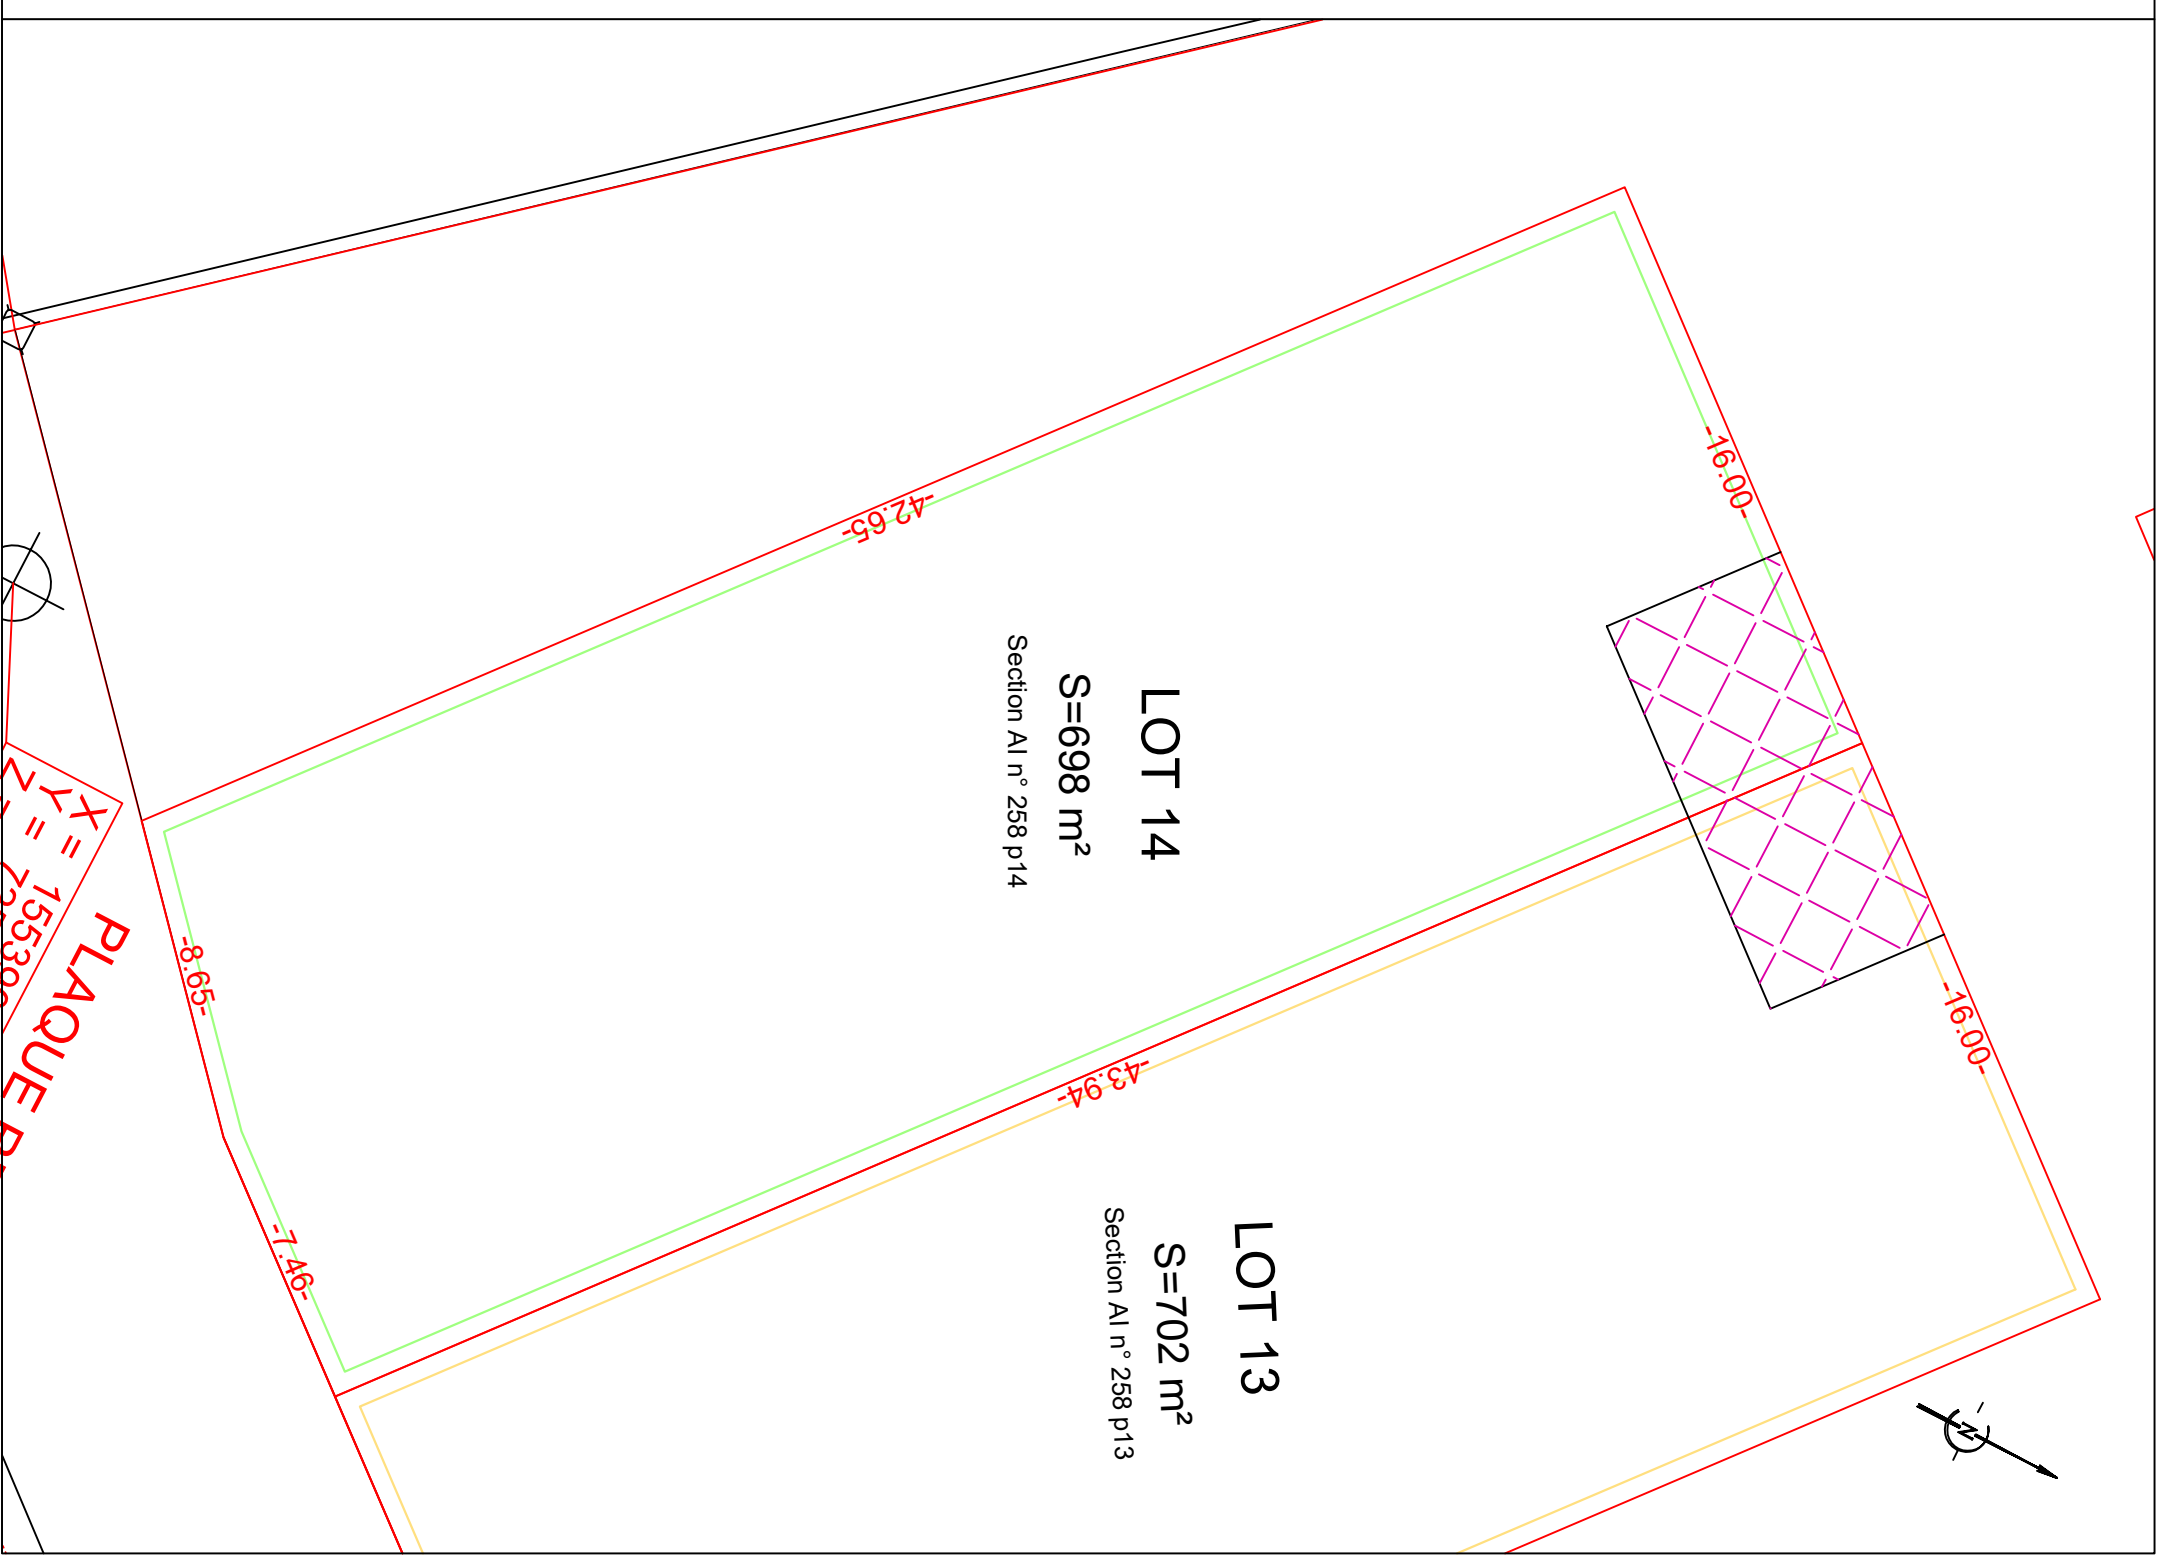 LOT 14
S=698 m²
Section AI n° 258 p14
LOT 13
S=702 m²
Section AI n° 258 p13
-16.00-
-16.00-
-42.65-
-43.94-
-8.65-
-7.46-
N
PLAQUE
X=
Y=
Z=